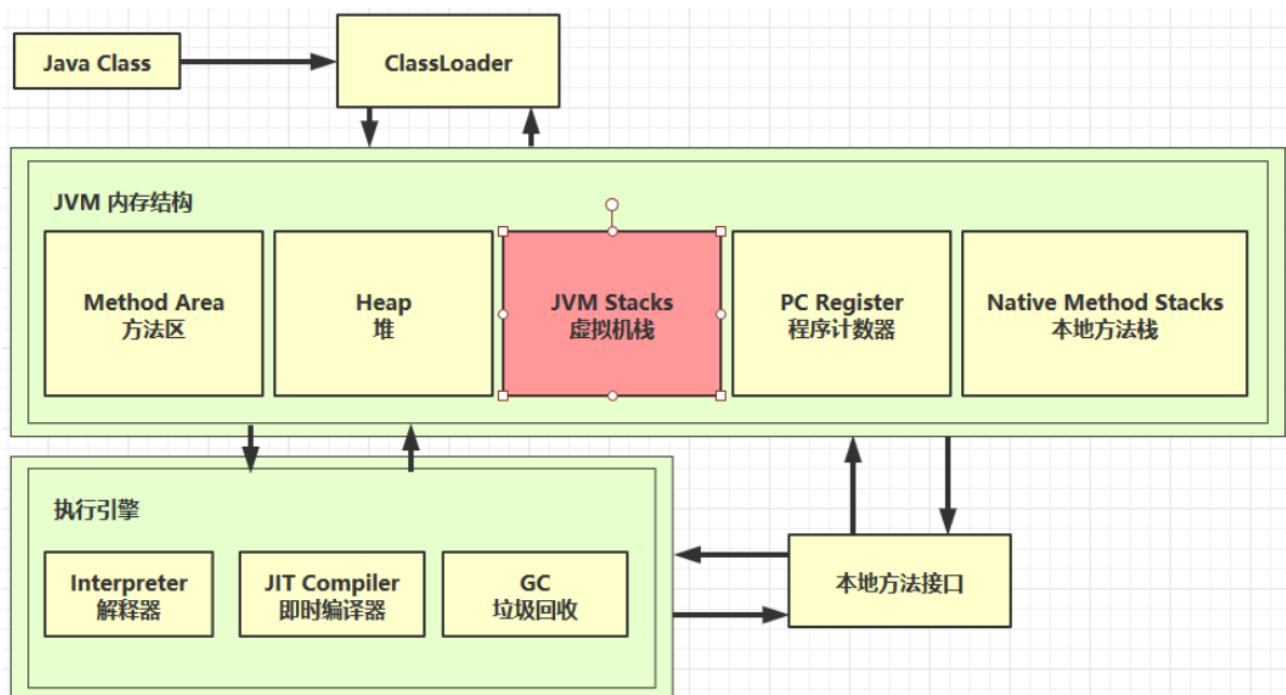 Java Class
ClassLoader
JVM 内存结构
Method Area
方法区
Heap
堆
JVM Stacks
虚拟机栈
PC Register
程序计数器
Native Method Stacks
本地方法栈
执行引擎
Interpreter
解释器
JIT Compiler
即时编译器
GC
垃圾回收
本地方法接口